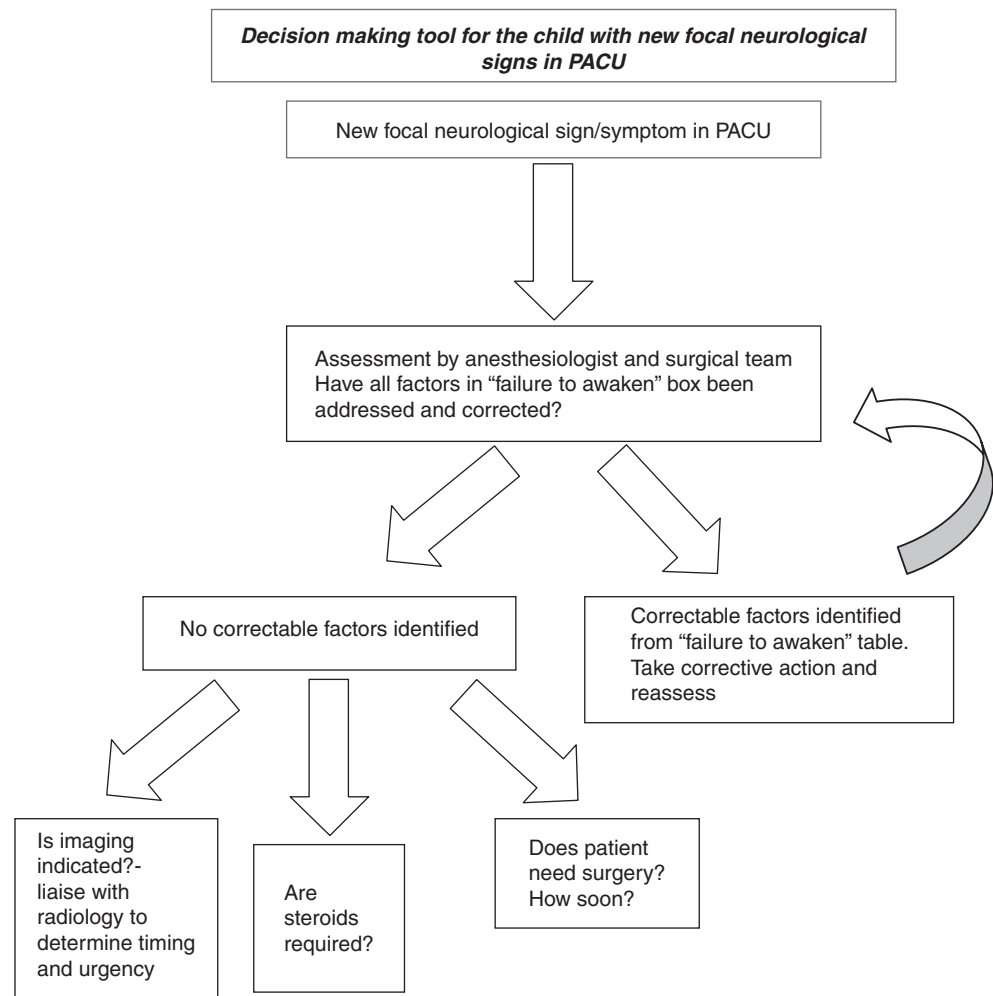 Decision making tool for the child with new focal neurological
signs in PACU
New focal neurological sign/symptom in PACU
Assessment by anesthesiologist and surgical team
Have all factors in “failure to awaken” box been
addressed and corrected?
No correctable factors identified
Correctable factors identified
from “failure to awaken” table.
Take corrective action and
reassess
Is imaging
indicated?-
liaise with
radiology to
determine timing
and urgency
Are
steroids
required?
Does patient
need surgery?
How soon?